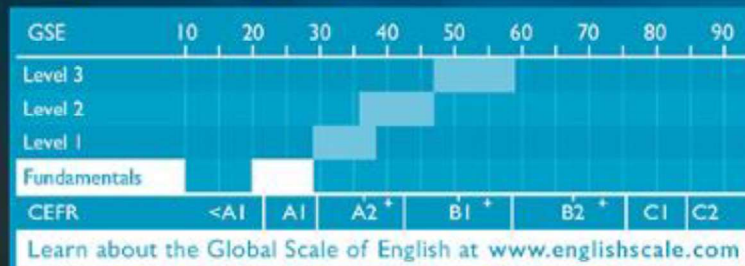 GSE 10 20 30 40 50 60 70 80 90
Level 3
Level 2
Level 1
Fundamentals
CEFR <A1 A1 A2 + B1 + B2 + C1 C2
Learn about the Global Scale of English at www.englishscale.com